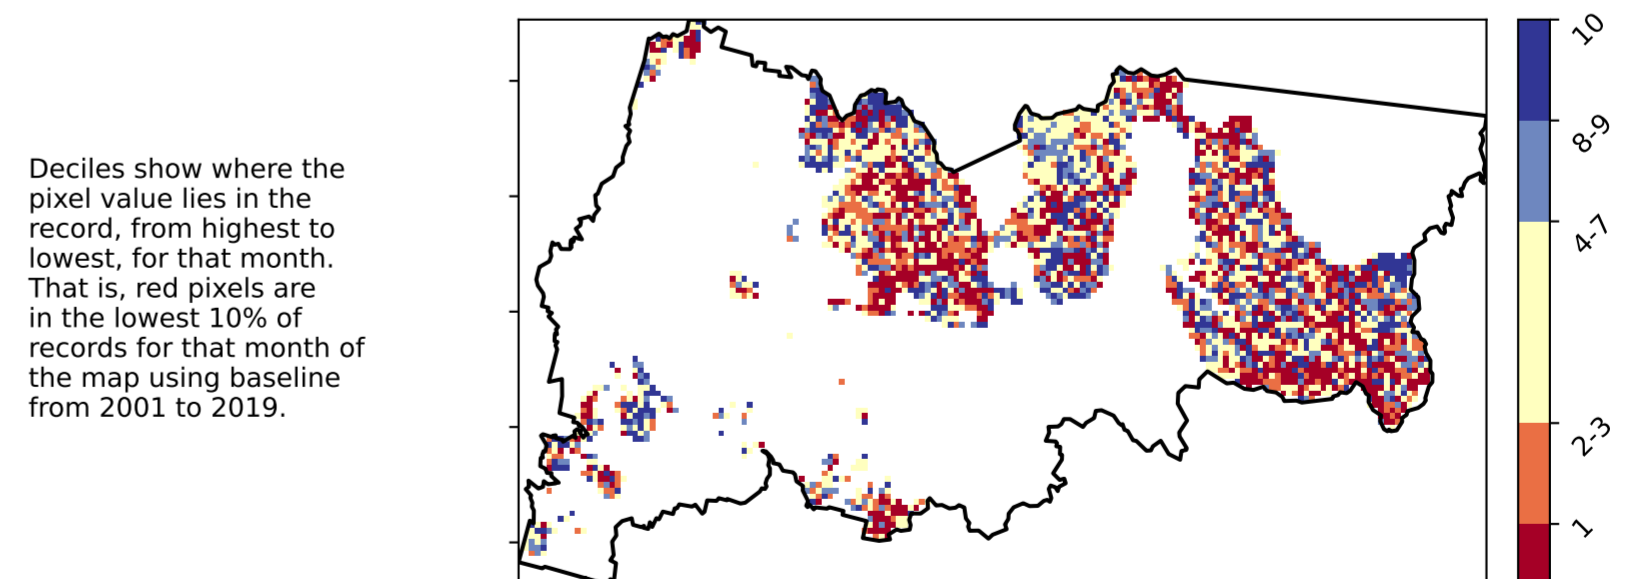 Deciles show where the
pixel value lies in the
record, from highest to
lowest, for that month.
That is, red pixels are
in the lowest 10% of
records for that month of
the map using baseline
from 2001 to 2019.
10
8-9
4-7
2-3
1